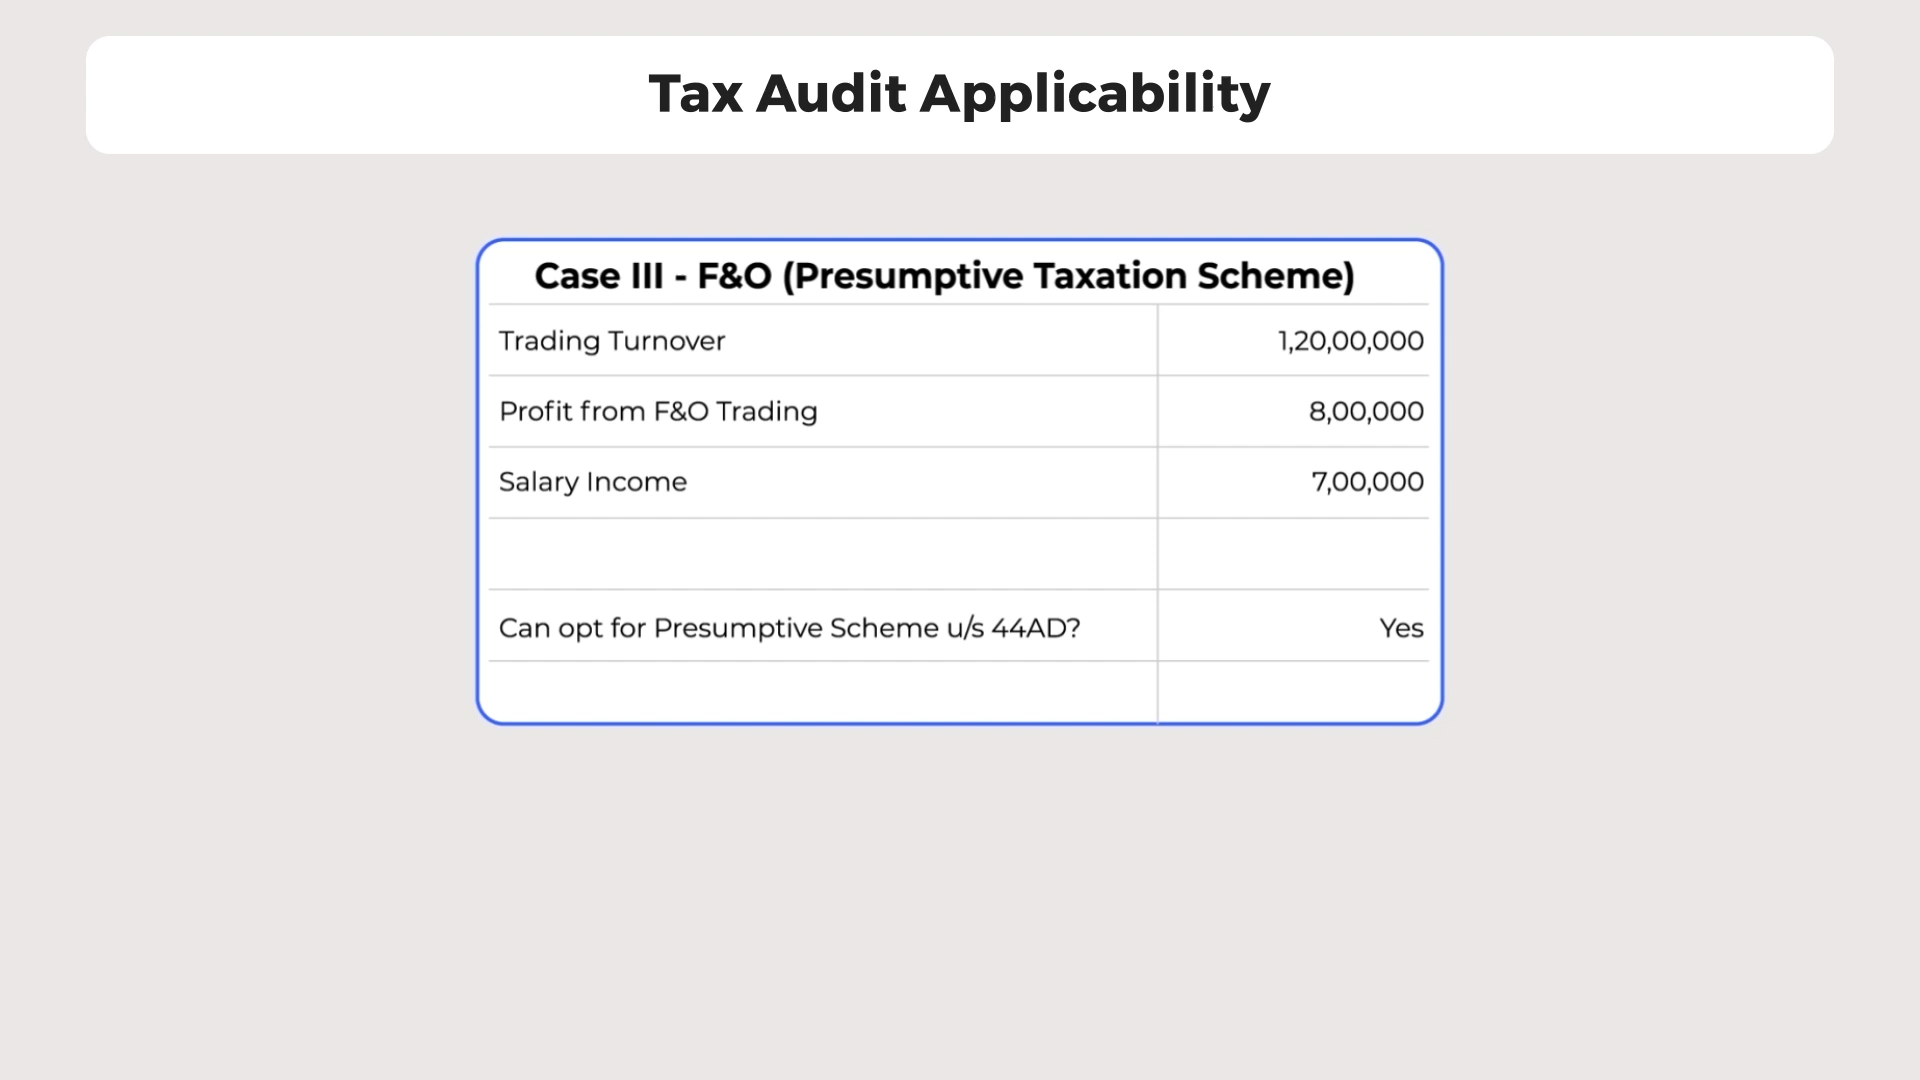 Tax Audit Applicability
Case III - F&O (Presumptive Taxation Scheme)
Trading Turnover 1,20,00,000
Profit from F&O Trading 8,00,000
Salary Income 7,00,000
Can opt for Presumptive Scheme u/s 44AD? Yes